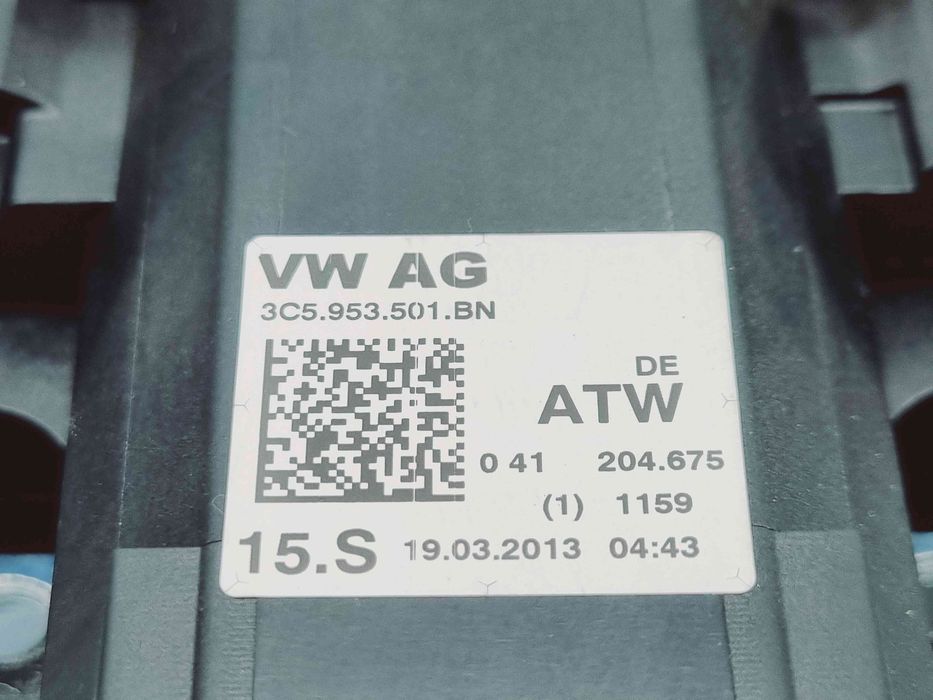 VW AG
3C5.953.501.BN
DE
ATW
0 41 204.675
(1) 1159
15.S 19.03.2013 04:43